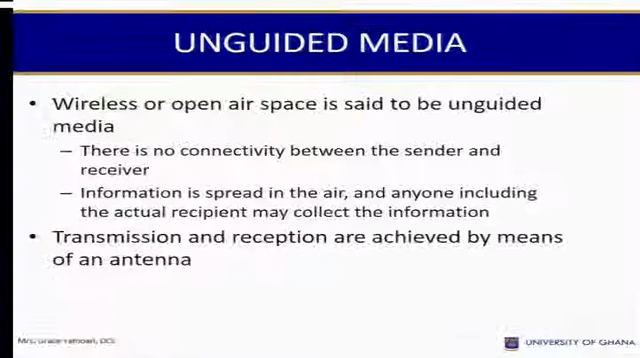 UNGUIDED MEDIA
• Wireless or open air space is said to be unguided
media
– There is no connectivity between the sender and
receiver
– Information is spread in the air, and anyone including
the actual recipient may collect the information
• Transmission and reception are achieved by means
of an antenna
Mrs. Grace
UNIVERSITY OF GHANA